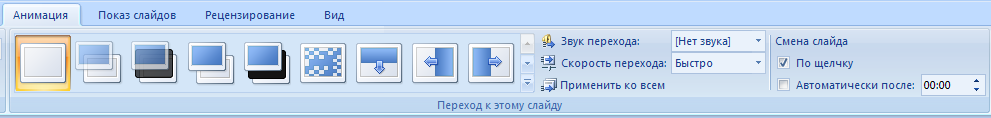 Анимация Показ слайдов Рецензирование Вид
Звук перехода: [Нет звука] Смена слайда
Скорость перехода: Быстро По щелчку
Применить ко всем Автоматически после: 00:00
Переход к этому слайду